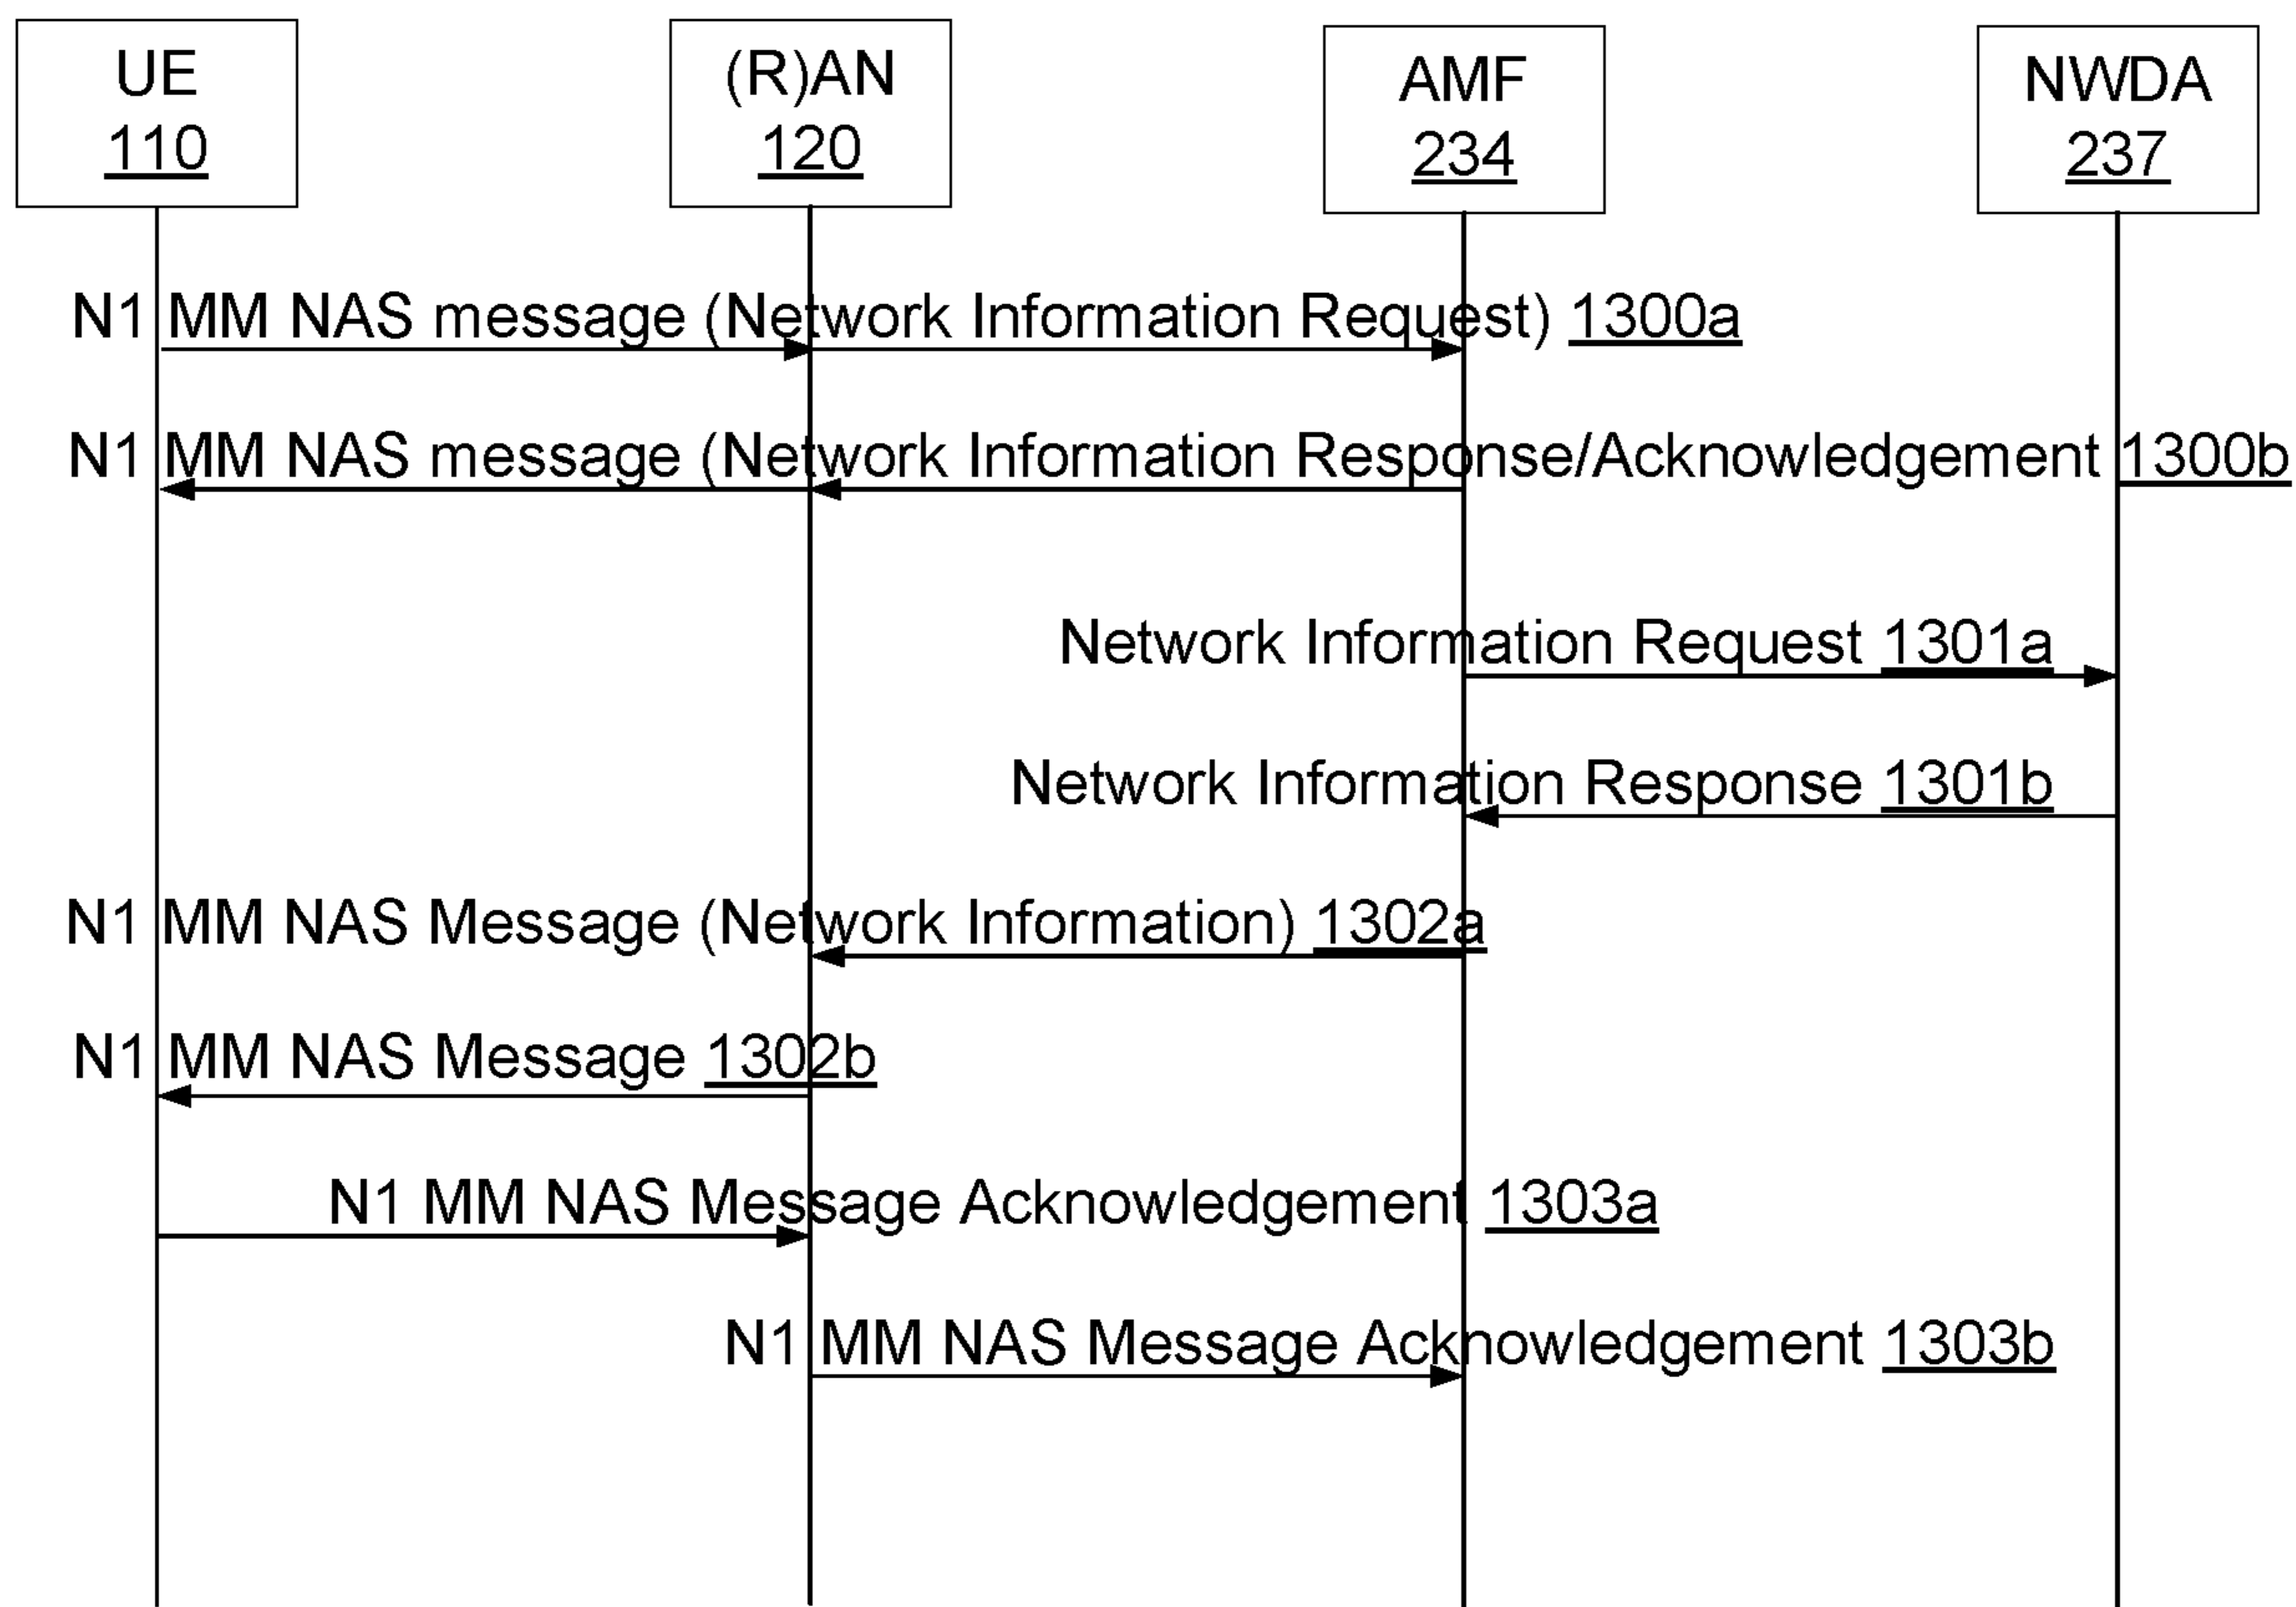 UE
110
(R)AN
120
AMF
234
NWDA
237
N1 MM NAS message (Network Information Request) 1300a
N1 MM NAS message (Network Information Response/Acknowledgement 1300b
Network Information Request 1301a
Network Information Response 1301b
N1 MM NAS Message (Network Information) 1302a
N1 MM NAS Message 1302b
N1 MM NAS Message Acknowledgement 1303a
N1 MM NAS Message Acknowledgement 1303b